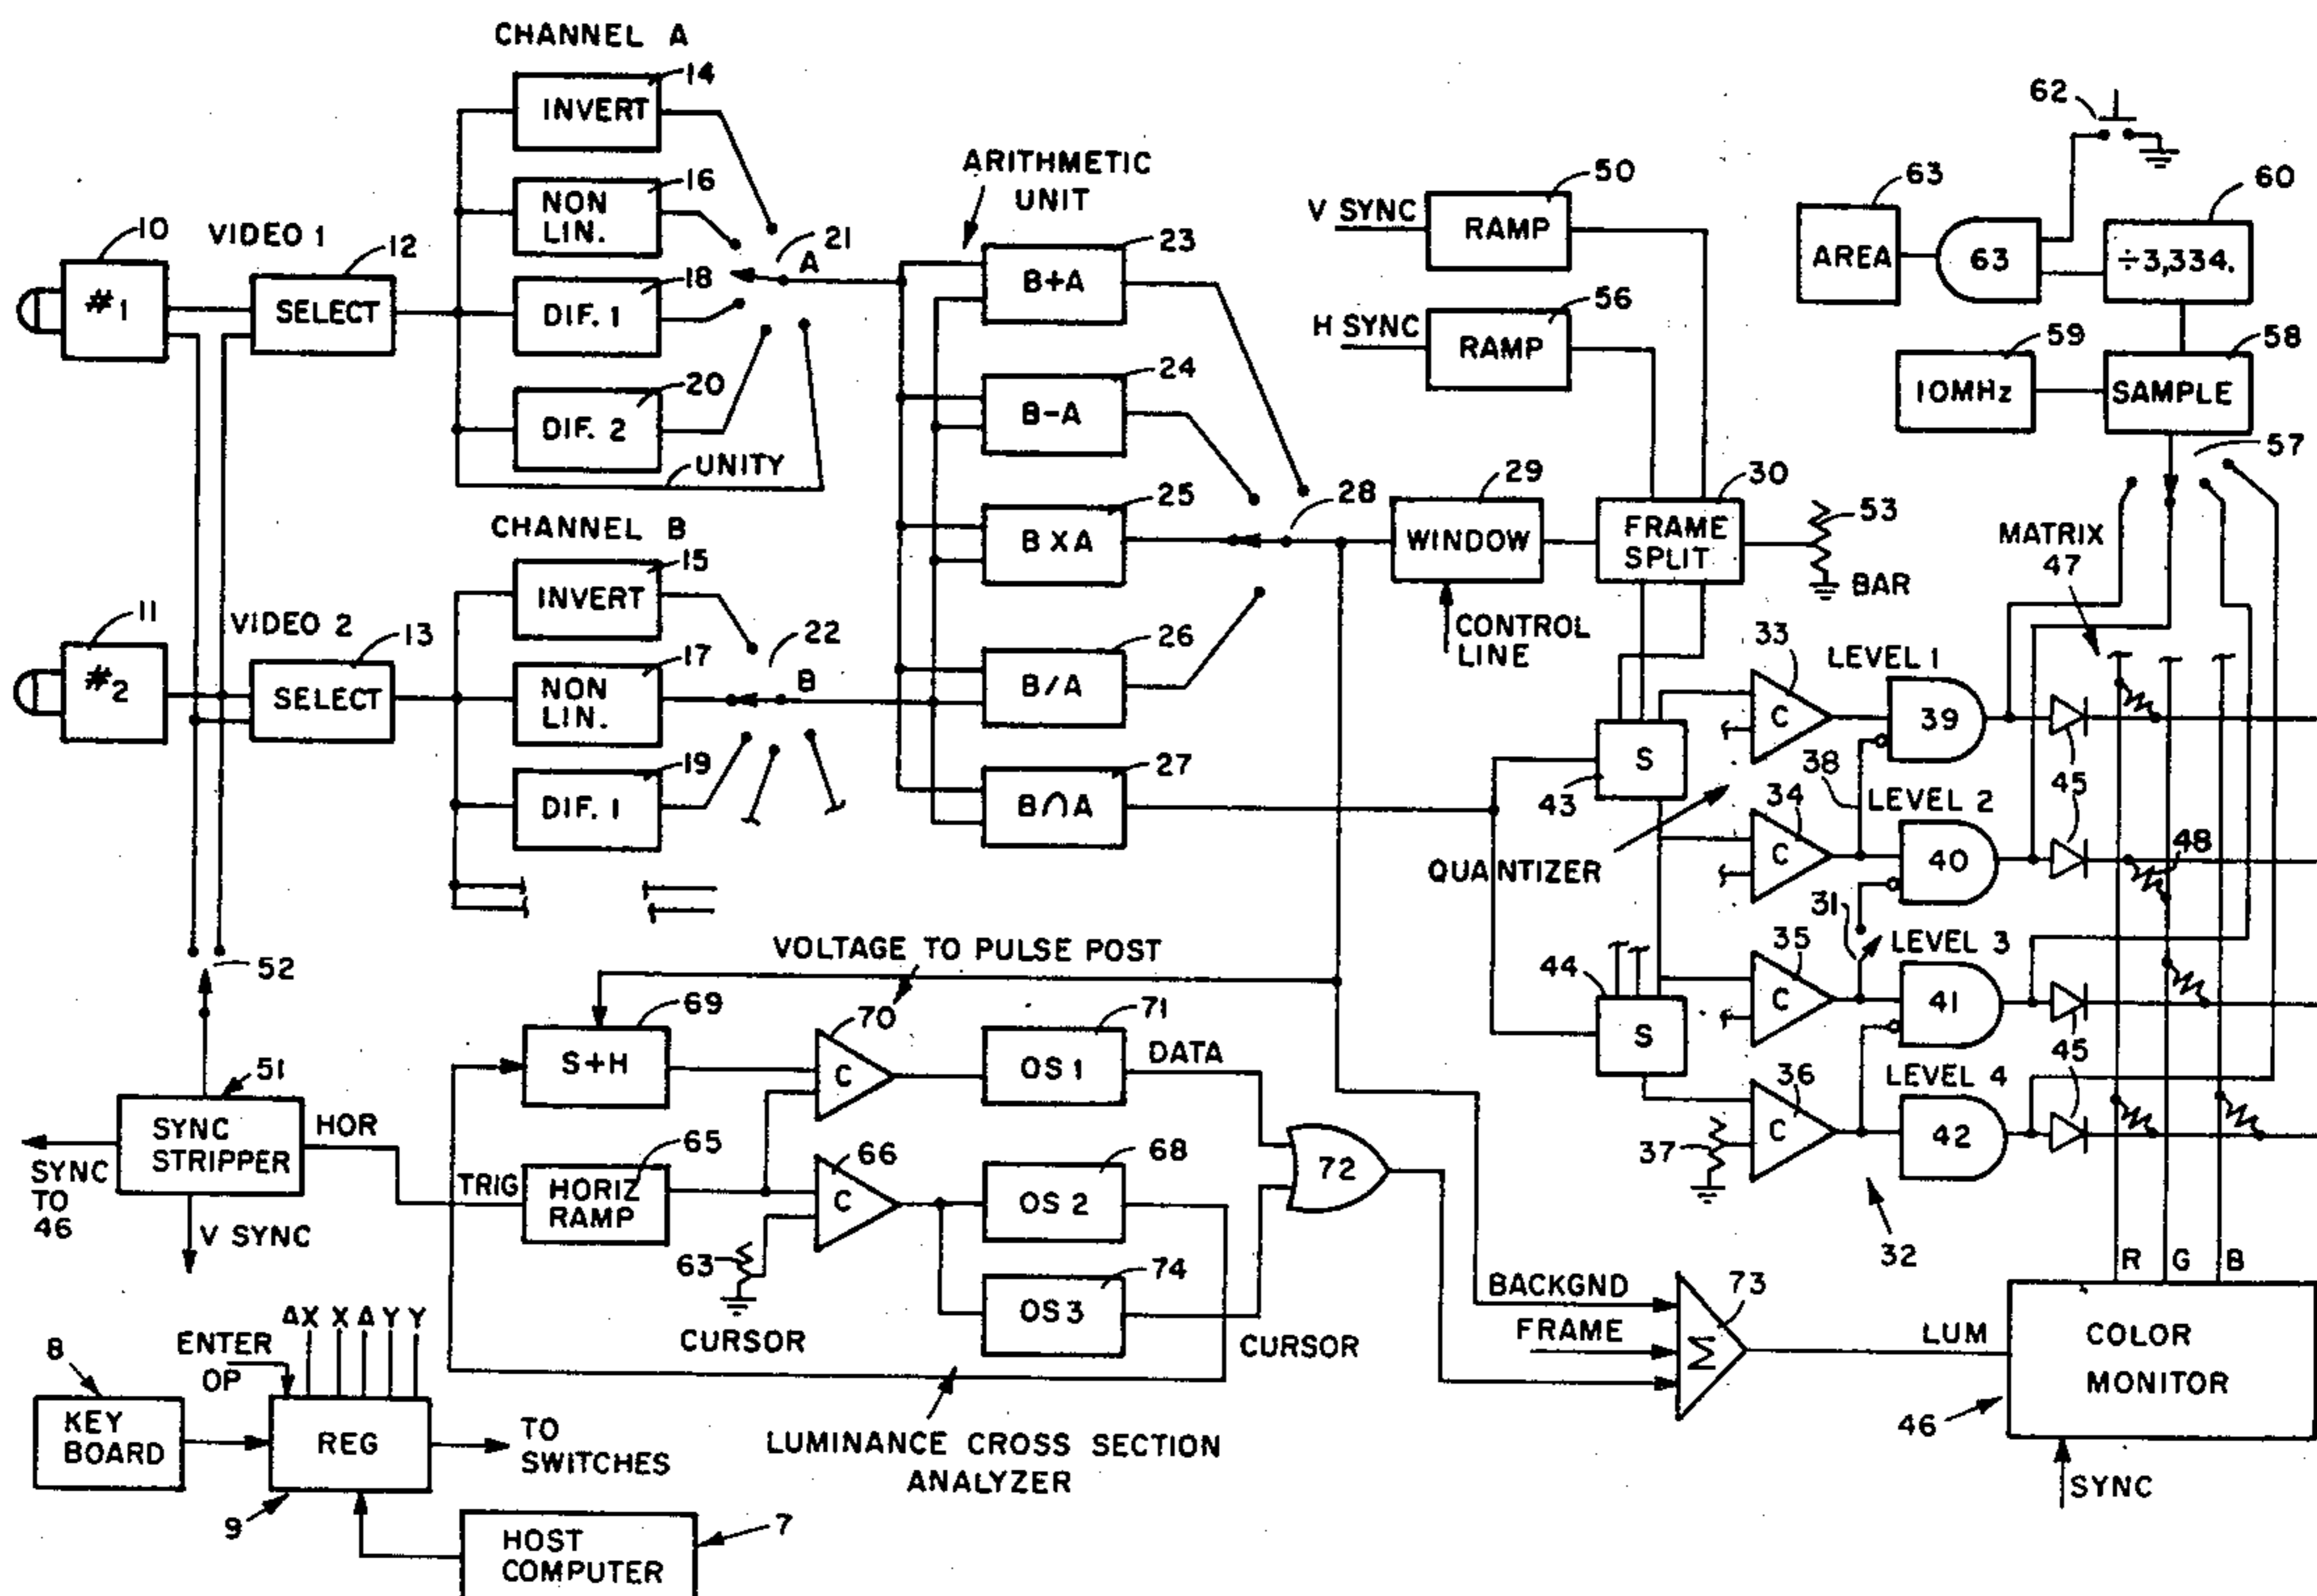 CHANNEL A
14
INVERT
16
NON
LIN.
18
DIF. 1
20
DIF. 2
UNITY
10
#1
VIDEO 1
12
SELECT
21
A
ARITHMETIC
UNIT
23
B+A
24
B-A
25
BXA
26
B/A
27
B∩A
28
CHANNEL B
15
INVERT
17
NON
LIN.
19
DIF. 1
11
#2
VIDEO 2
13
SELECT
22
B
V SYNC
50
RAMP
H SYNC
56
RAMP
29
WINDOW
CONTROL
LINE
30
FRAME
SPLIT
53
BAR
62
63
AREA
63
60
÷3,334.
59
10MHz
58
SAMPLE
57
MATRIX
47
33
C
LEVEL 1
39
S
43
38
45
LEVEL 2
34
C
40
48
QUANTIZER
31
LEVEL 3
35
C
41
44
S
45
LEVEL 4
36
C
42
37
32
R G B
52
51
SYNC
STRIPPER
HOR
SYNC
TO
46
V SYNC
VOLTAGE TO PULSE POST
69
S+H
70
C
71
OS 1
DATA
TRIG
65
HORIZ
RAMP
66
C
68
OS 2
63
CURSOR
74
OS 3
CURSOR
72
LUMINANCE CROSS SECTION
ANALYZER
BACKGND
FRAME
73
Σ
LUM
COLOR
MONITOR
46
SYNC
ΔX X ΔY Y
ENTER
OP
8
KEY
BOARD
REG
9
TO
SWITCHES
HOST
COMPUTER
7